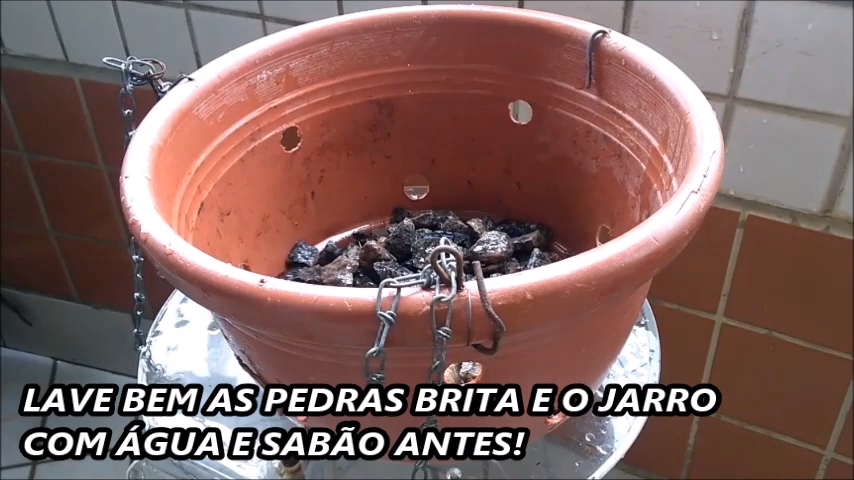 LAVE BEM AS PEDRAS BRITA E O JARRO
COM ÁGUA E SABÃO ANTES!